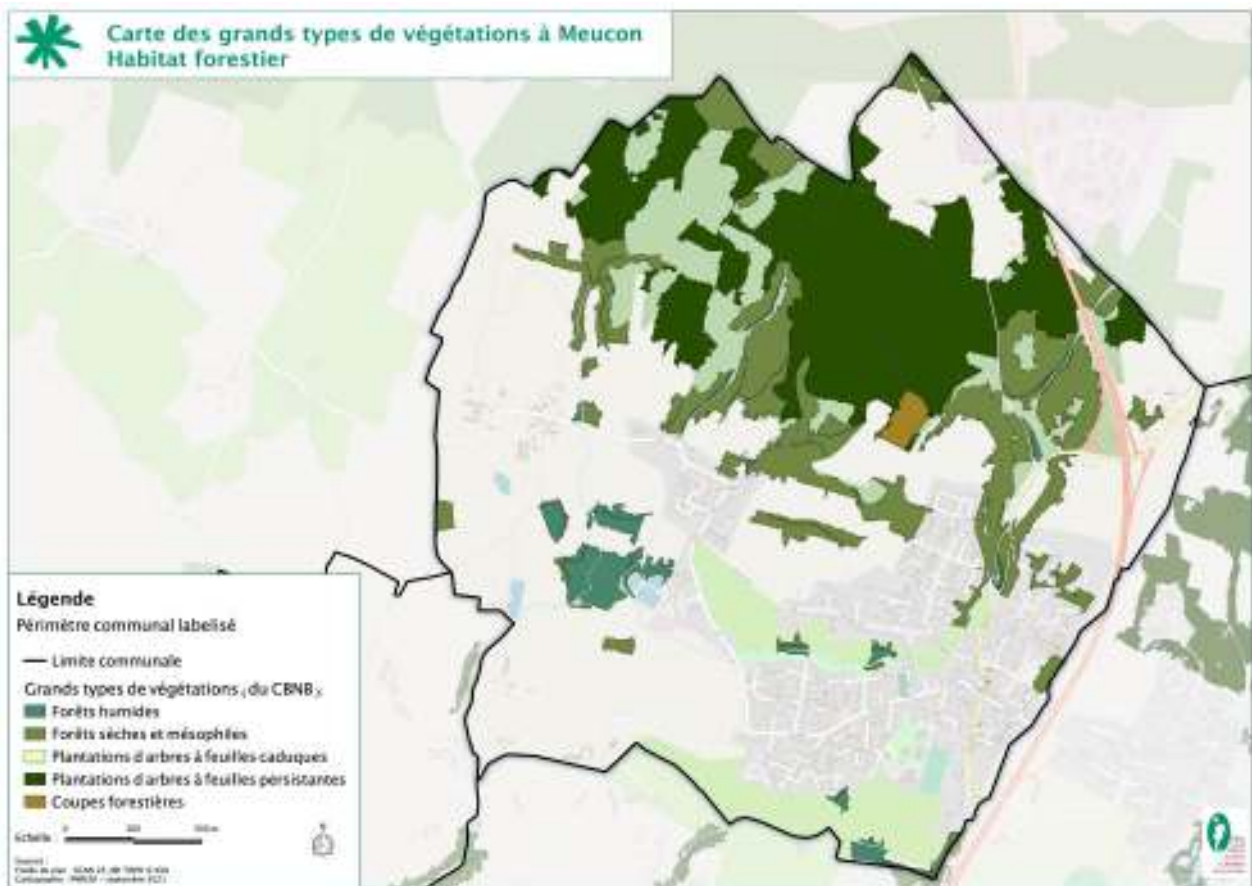 Carte des grands types de végétations à Meucon
Habitat forestier
Légende
Périmètre communal labelisé
Limite communale
Grands types de végétations (du CBNB)
Forêts humides
Forêts sèches et mésophiles
Plantations d'arbres à feuilles caduques
Plantations d'arbres à feuilles persistantes
Coupes forestières
Echelle
0